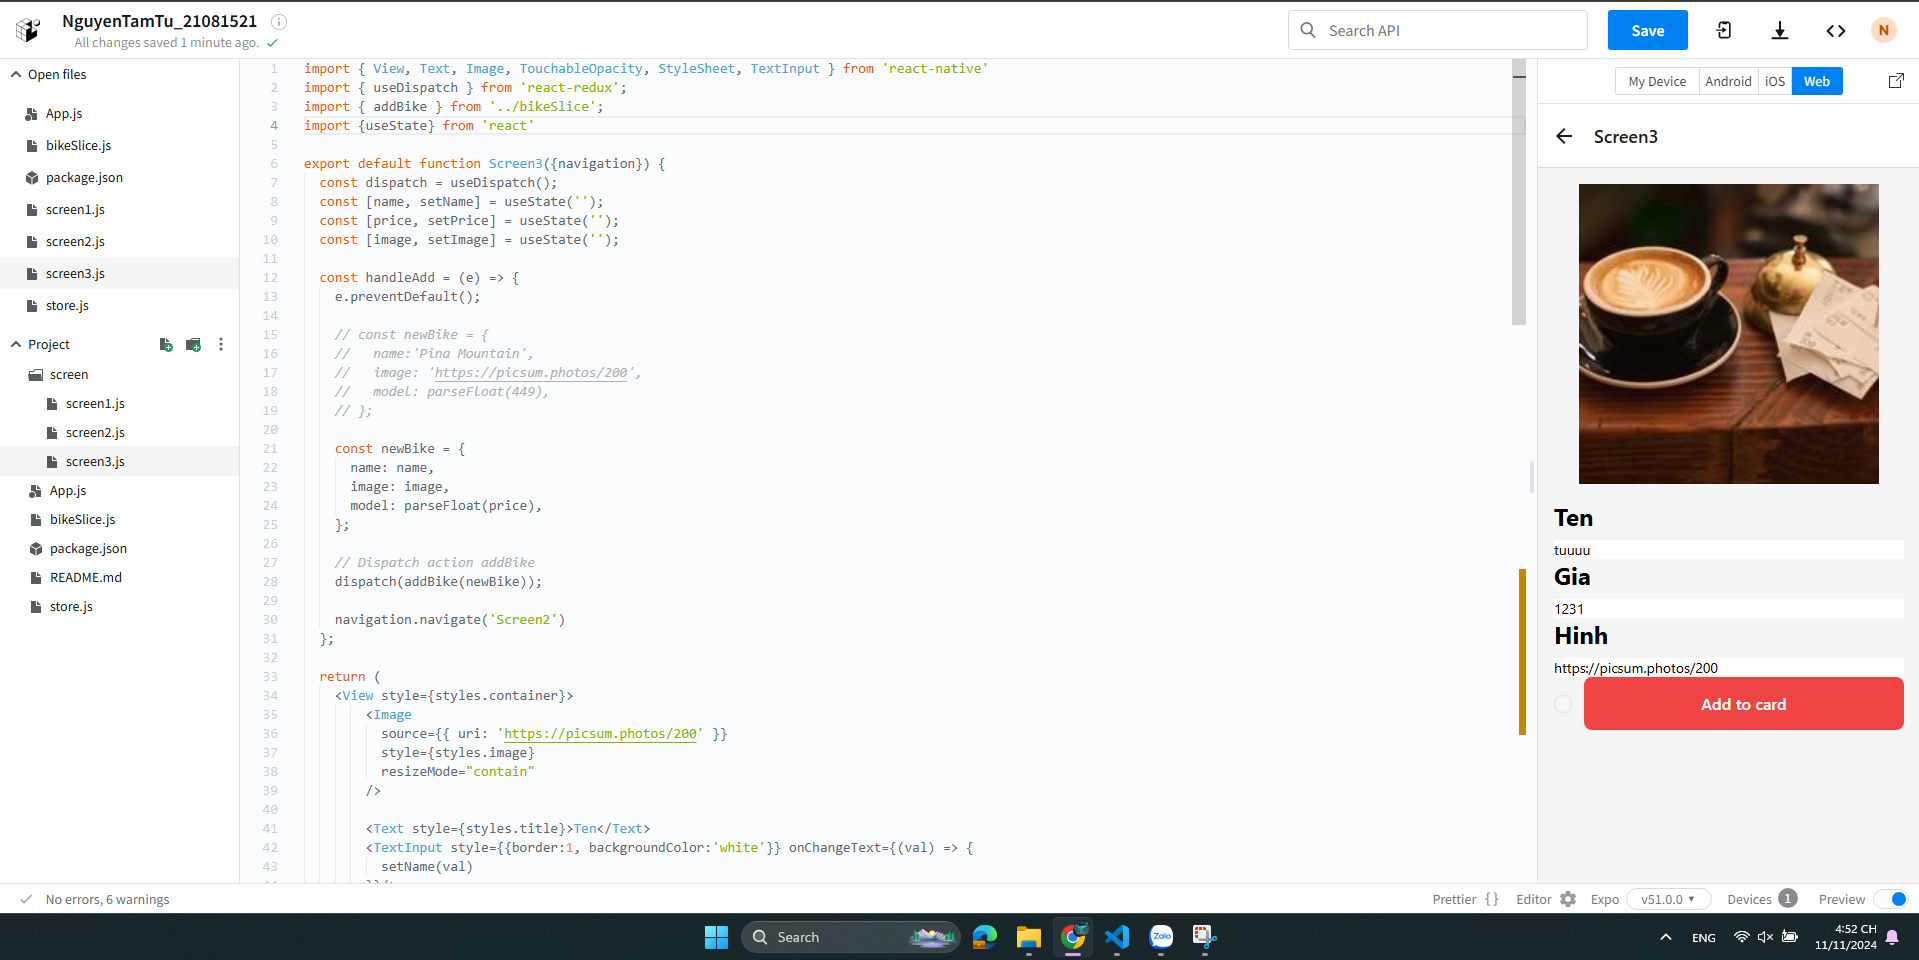 NguyenTamTu_21081521
All changes saved 1 minute ago.
Search API
Save
N
Open files
App.js
bikeSlice.js
package.json
screen1.js
screen2.js
screen3.js
store.js
Project
screen
screen1.js
screen2.js
screen3.js
App.js
bikeSlice.js
package.json
README.md
store.js
1 import { View, Text, Image, TouchableOpacity, StyleSheet, TextInput } from 'react-native'
2 import { useDispatch } from 'react-redux';
3 import { addBike } from '../bikeSlice';
4 import {useState} from 'react'
5
6 export default function Screen3({navigation}) {
7 const dispatch = useDispatch();
8 const [name, setName] = useState('');
9 const [price, setPrice] = useState('');
10 const [image, setImage] = useState('');
11
12 const handleAdd = (e) => {
13 e.preventDefault();
14
15 // const newBike = {
16 // name:'Pina Mountain',
17 // image: 'https://picsum.photos/200',
18 // model: parseFloat(449),
19 // };
20
21 const newBike = {
22 name: name,
23 image: image,
24 model: parseFloat(price),
25 };
26
27 // Dispatch action addBike
28 dispatch(addBike(newBike));
29
30 navigation.navigate('Screen2')
31 };
32
33 return (
34 <View style={styles.container}>
35 <Image
36 source={{ uri: 'https://picsum.photos/200' }}
37 style={styles.image}
38 resizeMode="contain"
39 />
40
41 <Text style={styles.title}>Ten</Text>
42 <TextInput style={{border:1, backgroundColor:'white'}} onChangeText={(val) => {
43 setName(val)
My Device
Android
iOS
Web
Screen3
Ten
tuuuu
Gia
1231
Hinh
https://picsum.photos/200
Add to card
No errors, 6 warnings
Prettier { }
Editor
Expo
v51.0.0
Devices 1
Preview
Search
Zalo
ENG
4:52 CH
11/11/2024